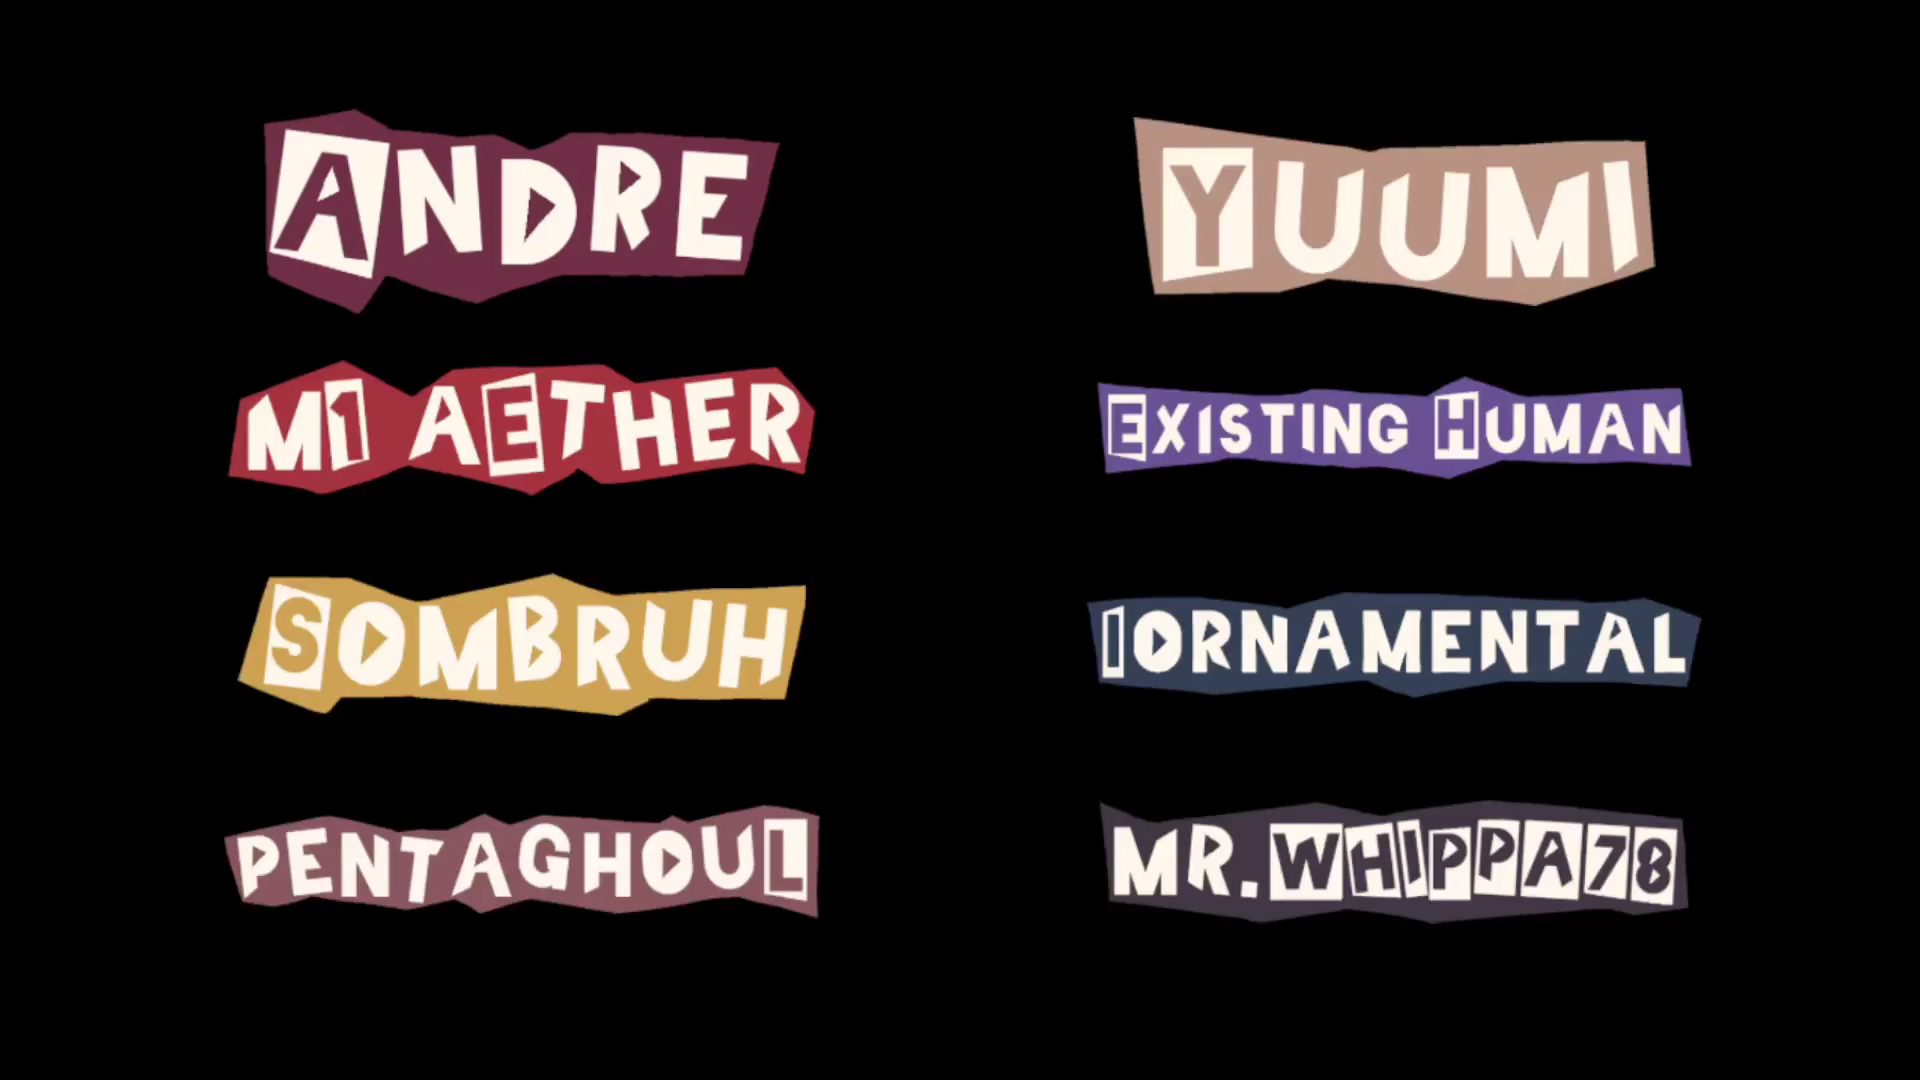 ANDRE
YUUMI
M1 AETHER
EXISTING HUMAN
SOMBRUH
IORNAMENTAL
PENTAGHOUL
MR.WHIPPA78